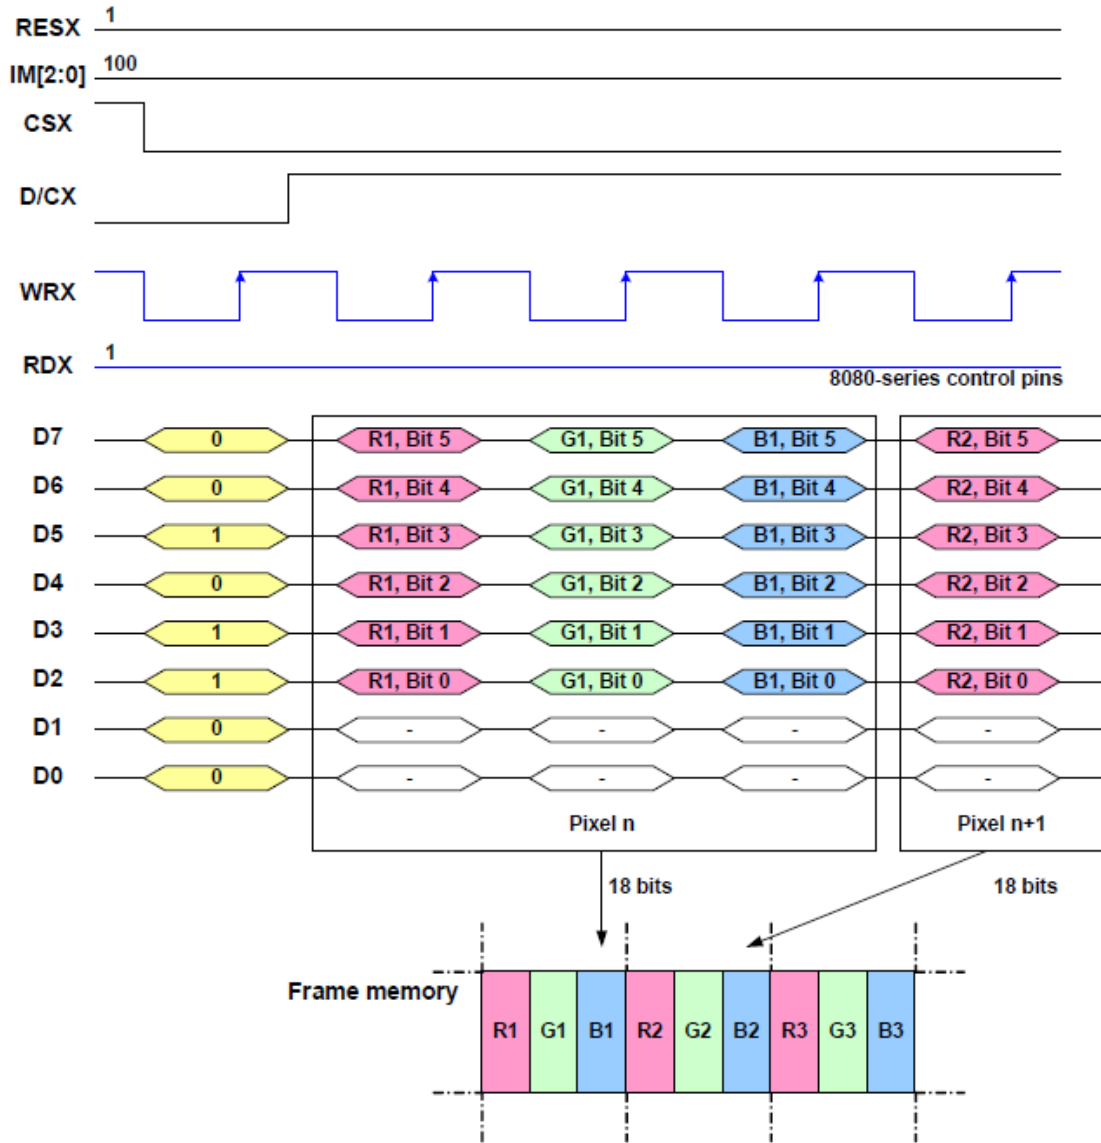 RESX 1
IM[2:0] 100
CSX
D/CX
WRX
RDX 1
8080-series control pins
D7 0 R1, Bit 5 G1, Bit 5 B1, Bit 5 R2, Bit 5
D6 0 R1, Bit 4 G1, Bit 4 B1, Bit 4 R2, Bit 4
D5 1 R1, Bit 3 G1, Bit 3 B1, Bit 3 R2, Bit 3
D4 0 R1, Bit 2 G1, Bit 2 B1, Bit 2 R2, Bit 2
D3 1 R1, Bit 1 G1, Bit 1 B1, Bit 1 R2, Bit 1
D2 1 R1, Bit 0 G1, Bit 0 B1, Bit 0 R2, Bit 0
D1 0 - - - -
D0 0 - - - -
Pixel n Pixel n+1
18 bits 18 bits
Frame memory
R1 G1 B1 R2 G2 B2 R3 G3 B3